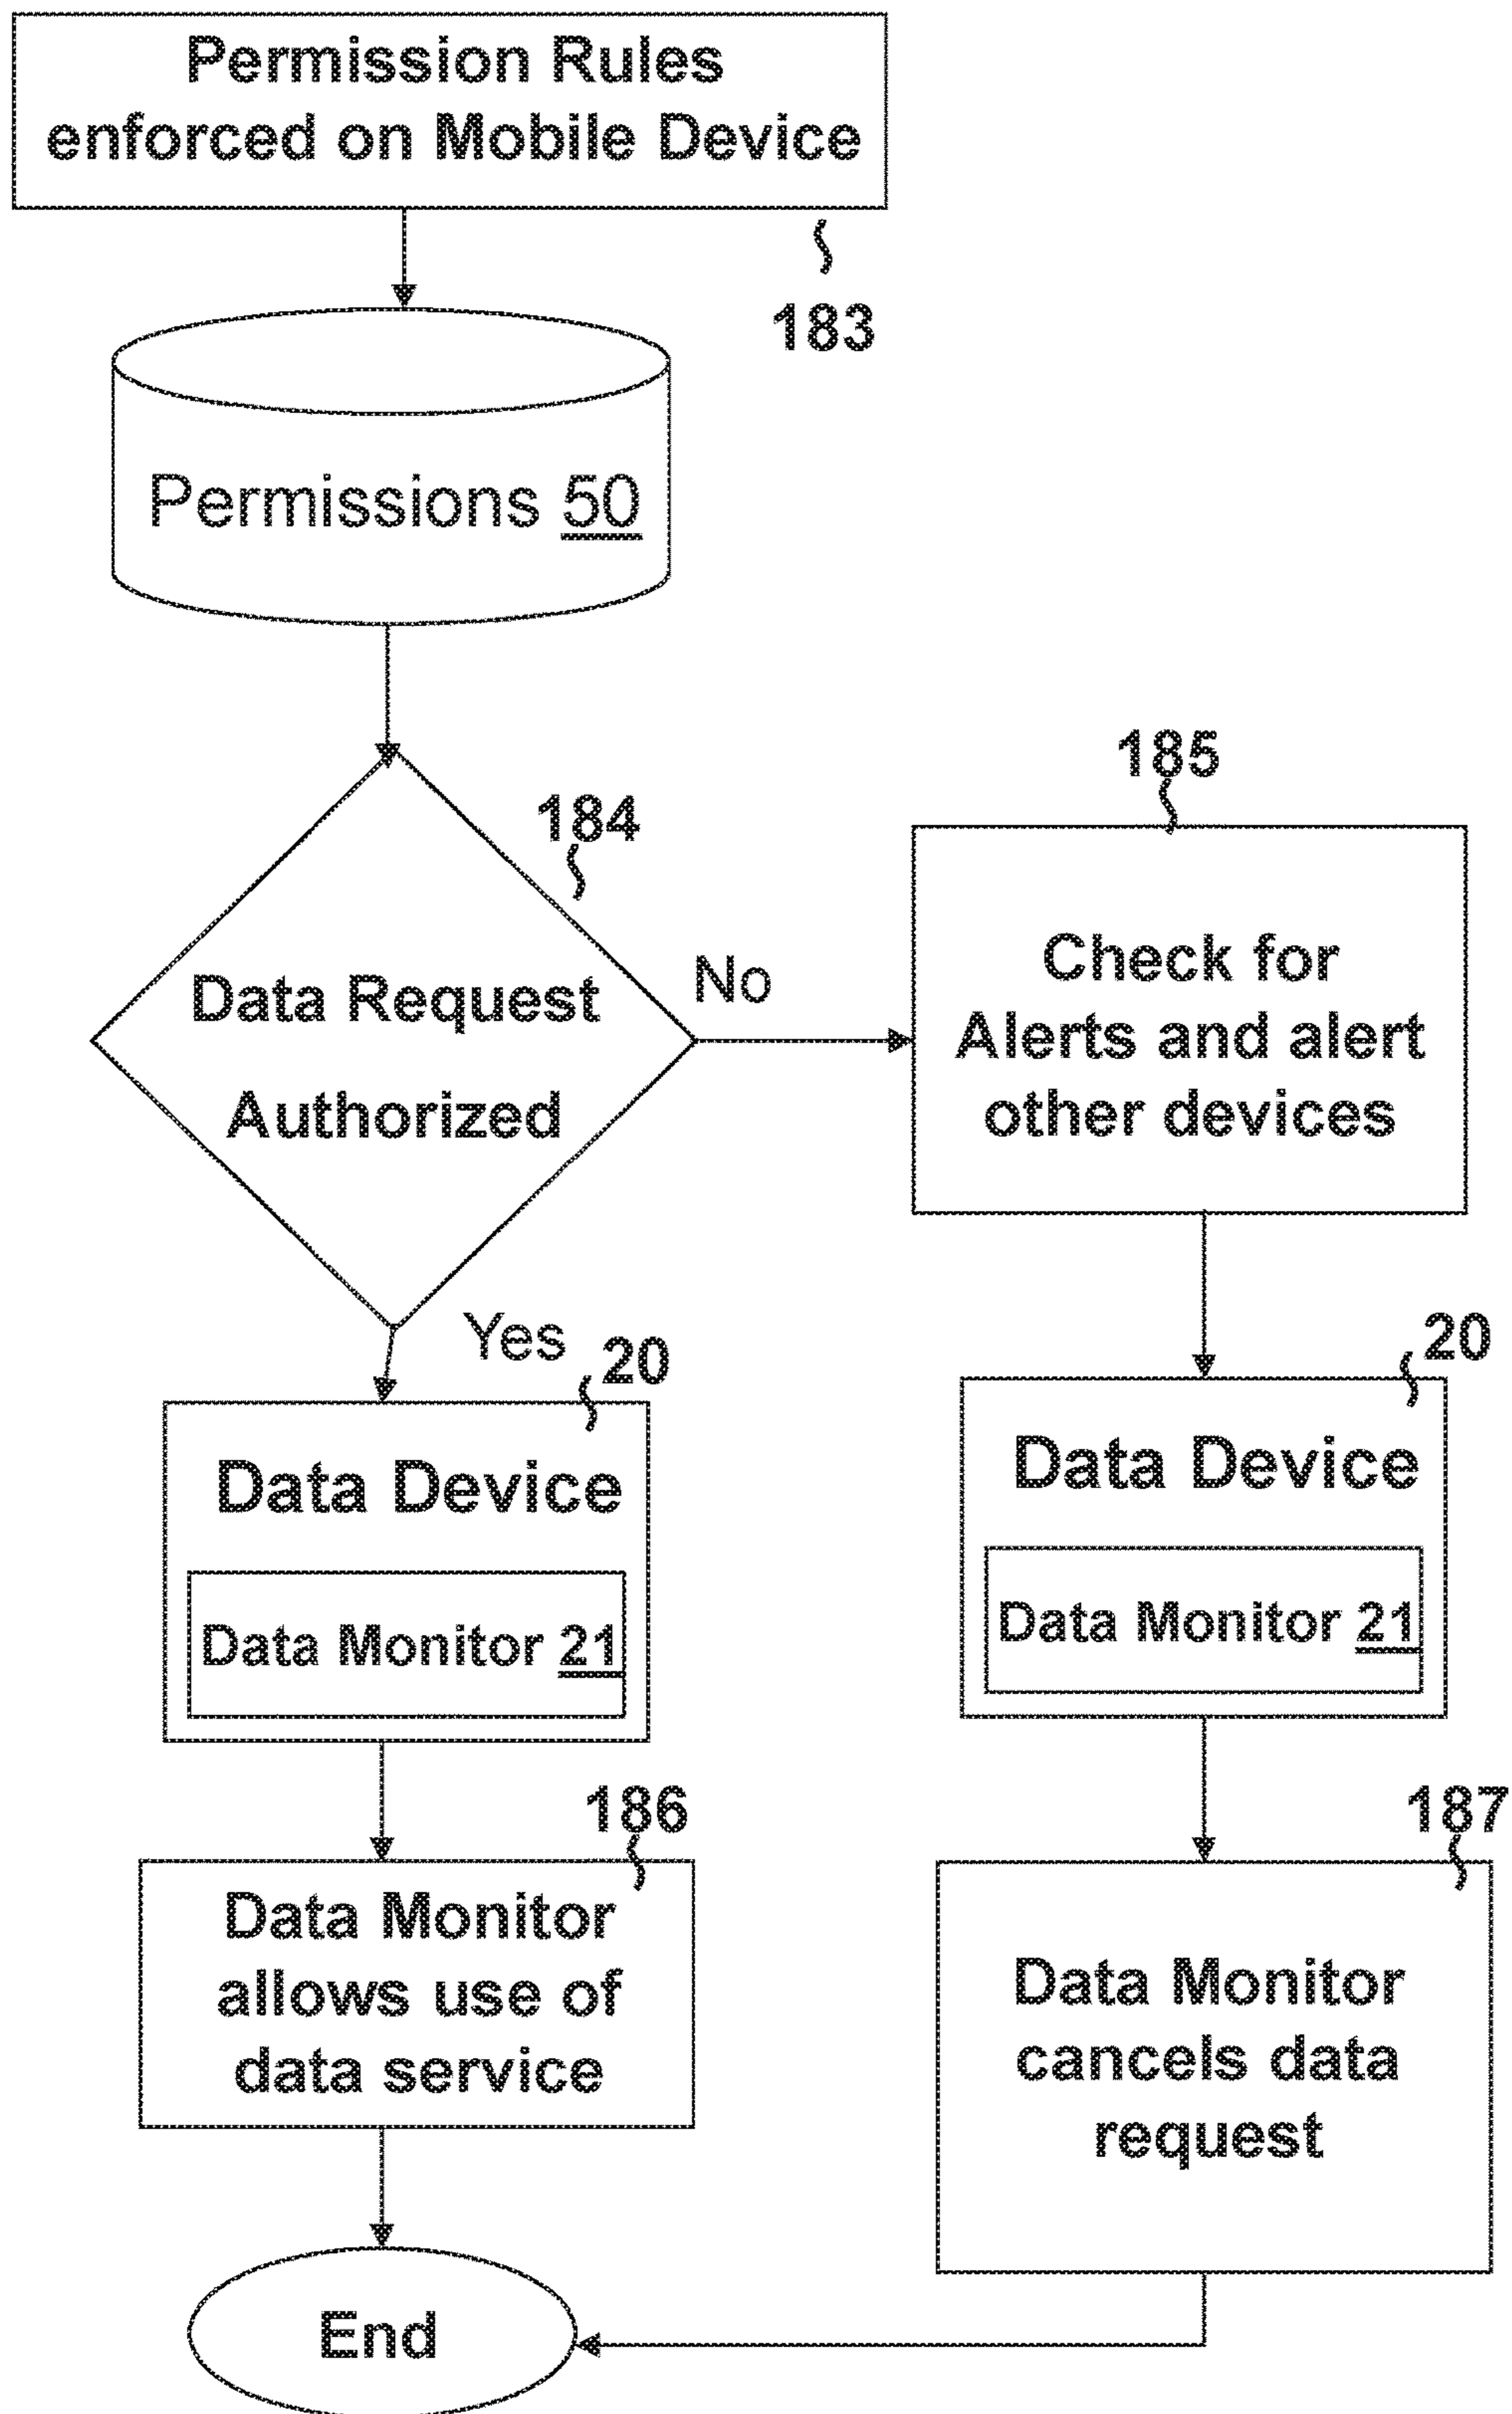 Permission Rules
enforced on Mobile Device
183
Permissions 50
184
Data Request
Authorized
No
Yes
185
Check for
Alerts and alert
other devices
20
Data Device
Data Monitor 21
20
Data Device
Data Monitor 21
186
Data Monitor
allows use of
data service
187
Data Monitor
cancels data
request
End